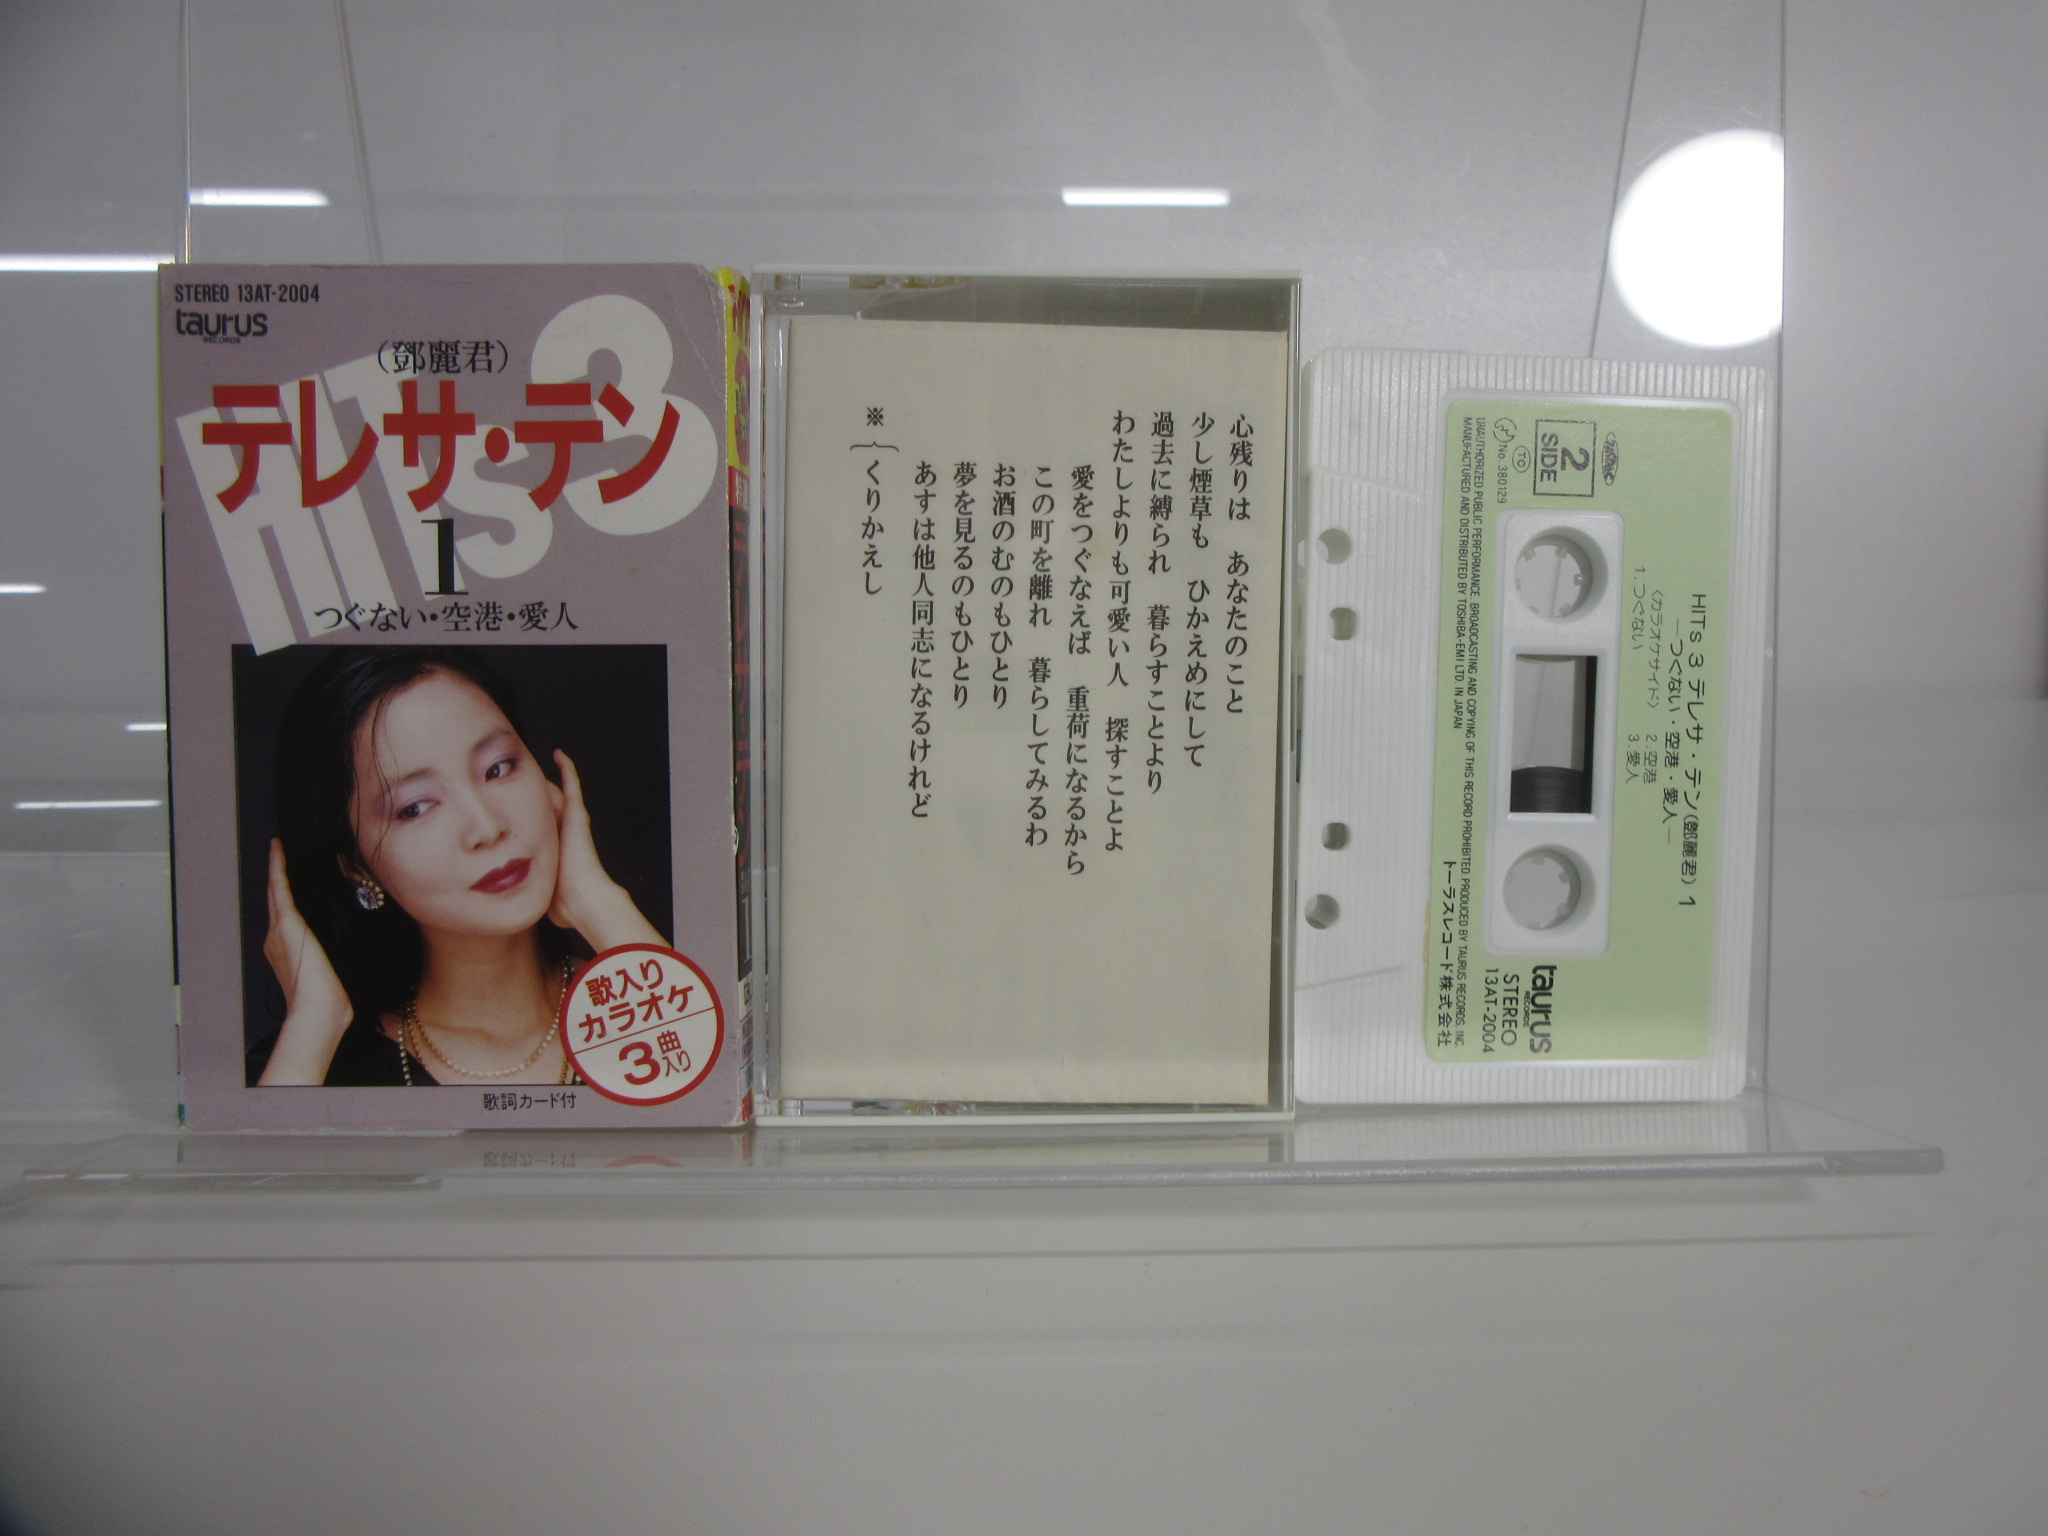 STEREO 13AT-2004
taurus
RECORDS
HITs 3
(鄧麗君)
テレサ・テン
1
つぐない・空港・愛人
歌入り
カラオケ
3曲入り
歌詞カード付
心残りは　あなたのこと
少し煙草も　ひかえめにして
過去に縛られ　暮らすことより
わたしよりも可愛い人　探すことよ
愛をつぐなえば　重荷になるから
この町を離れ　暮らしてみるわ
お酒のむのもひとり
夢を見るのもひとり
あすは他人同志になるけれど
※{くりかえし
HITs 3 テレサ・テン(鄧麗君) 1
―つぐない・空港・愛人―
〈カラオケサイド〉
1.つぐない
2.空港
3.愛人
2
SIDE
TO
No.380129
taurus
RECORDS
STEREO
13AT-2004
UNAUTHORIZED PUBLIC PERFORMANCE, BROADCASTING AND COPYING OF THIS RECORD PROHIBITED. PRODUCED BY TAURUS RECORDS, INC.
MANUFACTURED AND DISTRIBUTED BY TOSHIBA-EMI LTD. IN JAPAN
トーラスレコード株式会社